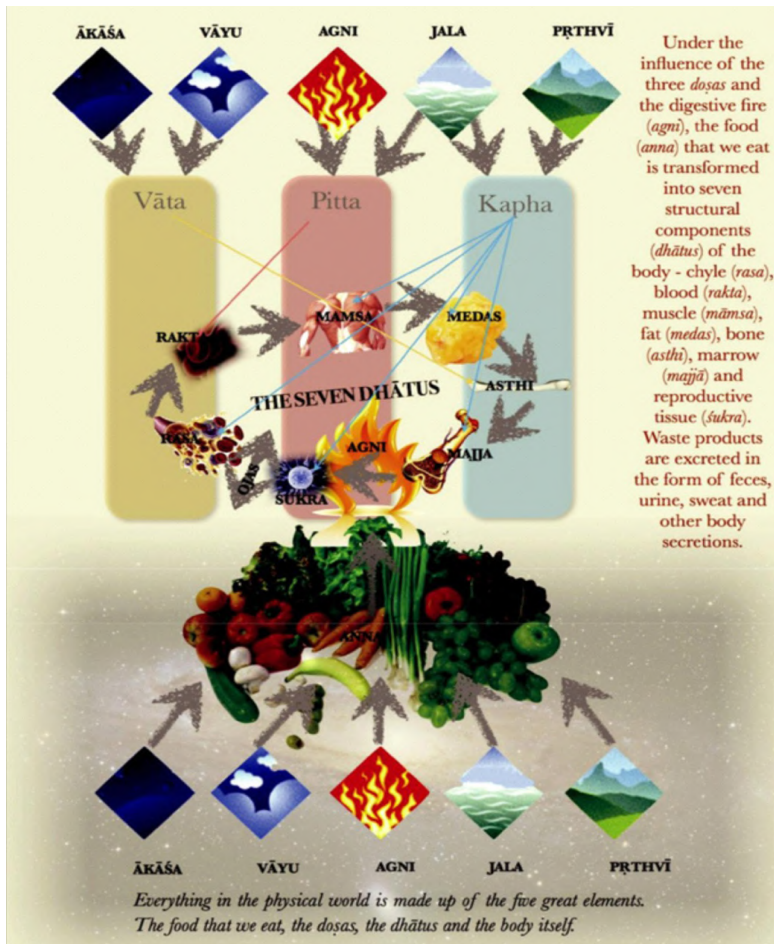 ĀKĀŚA VĀYU AGNI JALA PṚTHVĪ
Under the
influence of the
three doṣas and
the digestive fire
(agni), the food
(anna) that we eat
is transformed
into seven
structural
components
(dhātus) of the
body - chyle (rasa),
blood (rakta),
muscle (māmsa),
fat (medas), bone
(asthi), marrow
(majjā) and
reproductive
tissue (śukra).
Waste products
are excreted in
the form of feces,
urine, sweat and
other body
secretions.
Vāta Pitta Kapha
RAKT MAMSA MEDAS
ASTHI
THE SEVEN DHĀTUS
RASA AGNI MAJJA
OJAS
ŚUKRA
ANNA
ĀKĀŚA VĀYU AGNI JALA PṚTHVĪ
Everything in the physical world is made up of the five great elements.
The food that we eat, the doṣas, the dhātus and the body itself.